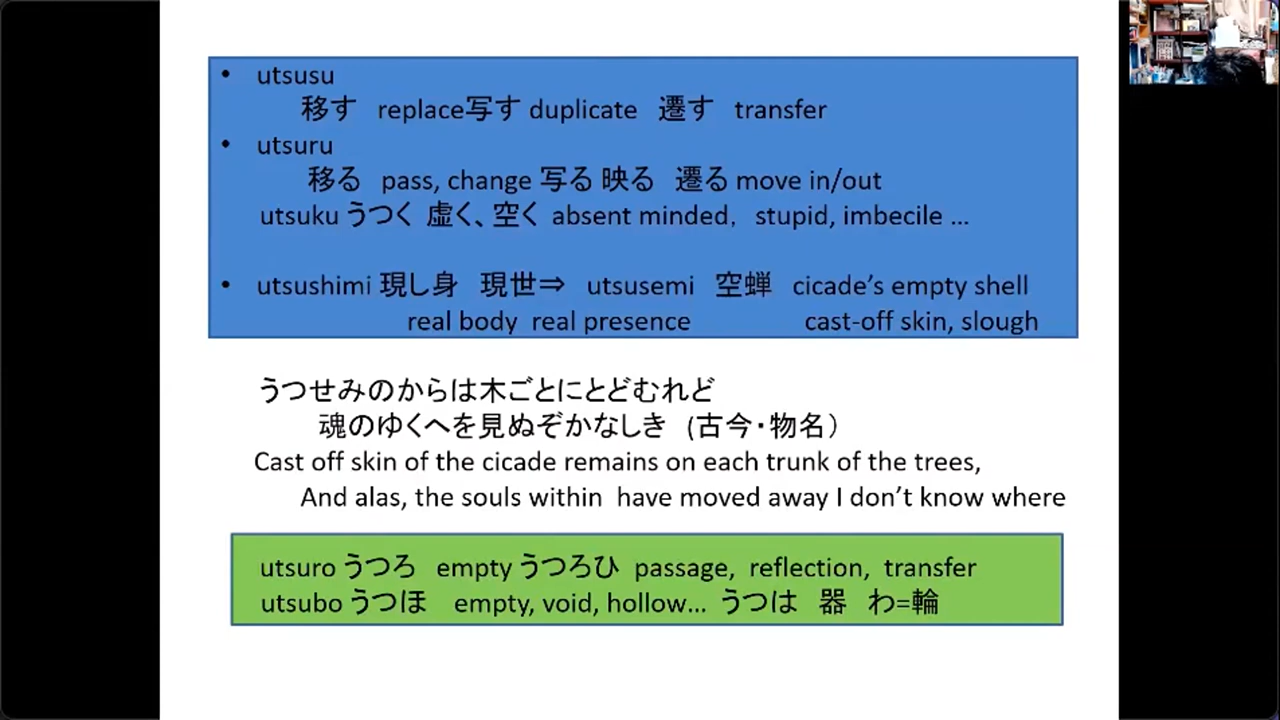 • utsusu
移す replace写す duplicate 遷す transfer
• utsuru
移る pass, change 写る 映る 遷る move in/out
utsuku うつく 虚く、空く absent minded, stupid, imbecile …
• utsushimi 現し身 現世⇒ utsusemi 空蝉 cicade's empty shell
real body real presence cast-off skin, slough
うつせみのからは木ごとにとどむれど
魂のゆくへを見ぬぞかなしき (古今・物名）
Cast off skin of the cicade remains on each trunk of the trees,
And alas, the souls within have moved away I don't know where
utsuro うつろ empty うつろひ passage, reflection, transfer
utsubo うつほ empty, void, hollow… うつは 器 わ=輪